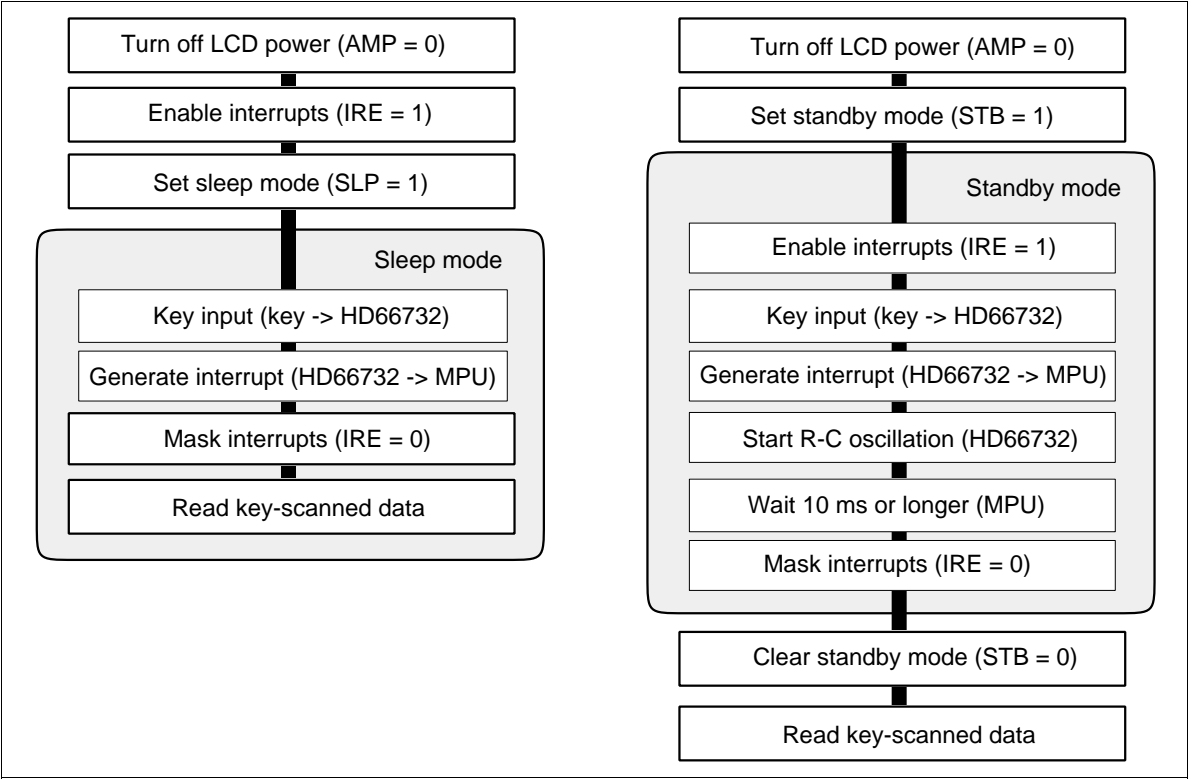 Turn off LCD power (AMP = 0)
Enable interrupts (IRE = 1)
Set sleep mode (SLP = 1)
Sleep mode
Key input (key -> HD66732)
Generate interrupt (HD66732 -> MPU)
Mask interrupts (IRE = 0)
Read key-scanned data
Turn off LCD power (AMP = 0)
Set standby mode (STB = 1)
Standby mode
Enable interrupts (IRE = 1)
Key input (key -> HD66732)
Generate interrupt (HD66732 -> MPU)
Start R-C oscillation (HD66732)
Wait 10 ms or longer (MPU)
Mask interrupts (IRE = 0)
Clear standby mode (STB = 0)
Read key-scanned data